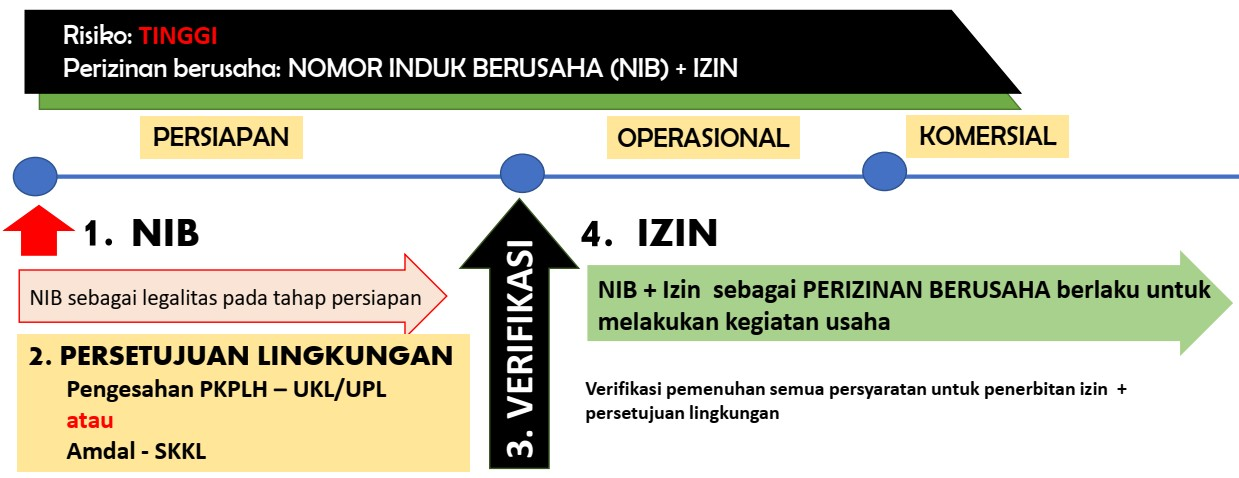 Risiko: TINGGI
Perizinan berusaha: NOMOR INDUK BERUSAHA (NIB) + IZIN
PERSIAPAN
OPERASIONAL
KOMERSIAL
1. NIB
NIB sebagai legalitas pada tahap persiapan
2. PERSETUJUAN LINGKUNGAN
Pengesahan PKPLH – UKL/UPL
atau
Amdal - SKKL
3. VERIFIKASI
4. IZIN
NIB + Izin sebagai PERIZINAN BERUSAHA berlaku untuk
melakukan kegiatan usaha
Verifikasi pemenuhan semua persyaratan untuk penerbitan izin +
persetujuan lingkungan